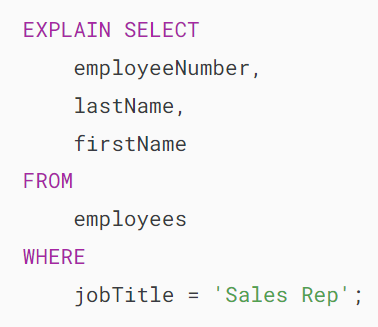 EXPLAIN SELECT
    employeeNumber,
    lastName,
    firstName
FROM
    employees
WHERE
    jobTitle = 'Sales Rep';